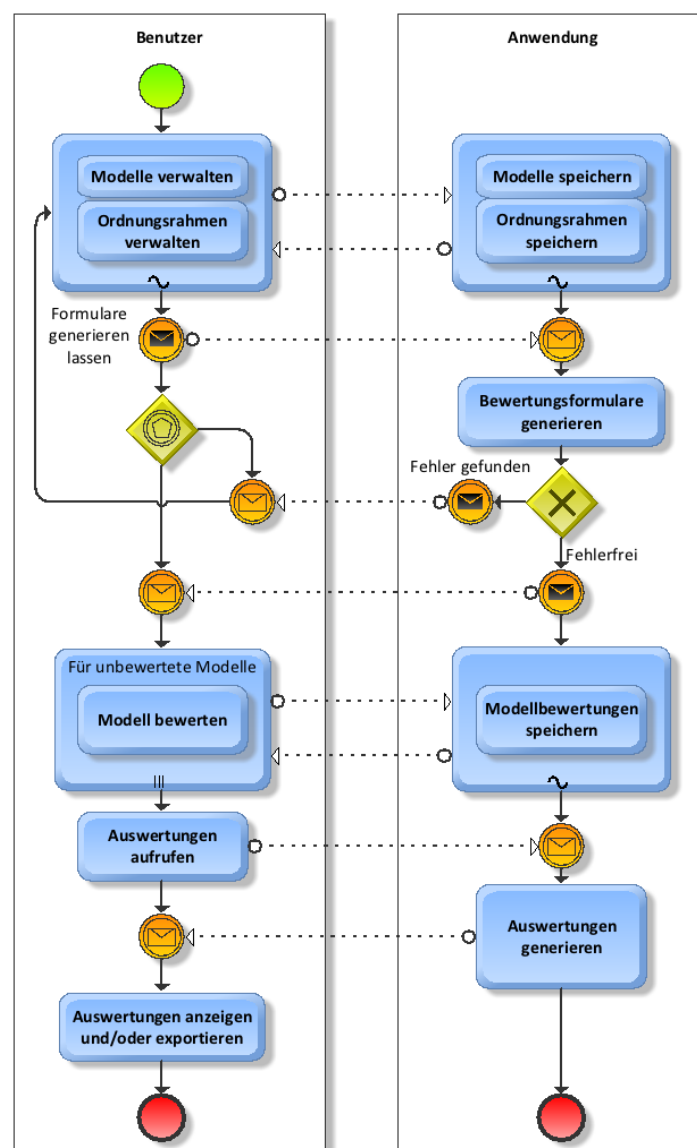 Benutzer
Anwendung
Modelle verwalten
Ordnungsrahmen
verwalten
Modelle speichern
Ordnungsrahmen
speichern
Formulare
generieren
lassen
Bewertungsformulare
generieren
Fehler gefunden
Fehlerfrei
Für unbewertete Modelle
Modell bewerten
Modellbewertungen
speichern
Auswertungen
aufrufen
Auswertungen
generieren
Auswertungen anzeigen
und/oder exportieren